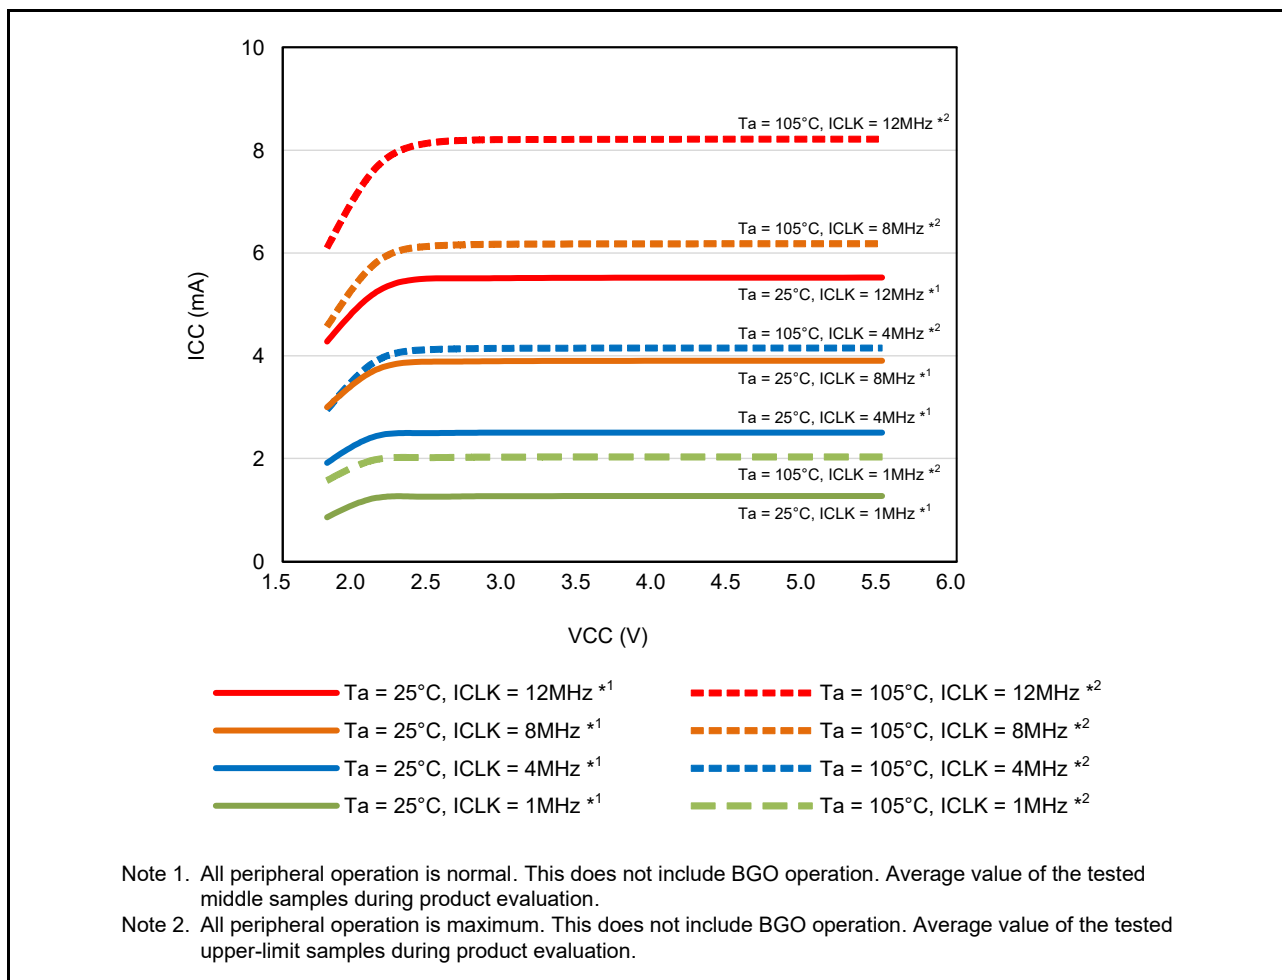 10
8
6
4
2
0
ICC (mA)
Ta = 105°C, ICLK = 12MHz *2
Ta = 105°C, ICLK = 8MHz *2
Ta = 25°C, ICLK = 12MHz *1
Ta = 105°C, ICLK = 4MHz *2
Ta = 25°C, ICLK = 8MHz *1
Ta = 25°C, ICLK = 4MHz *1
Ta = 105°C, ICLK = 1MHz *2
Ta = 25°C, ICLK = 1MHz *1
1.5 2.0 2.5 3.0 3.5 4.0 4.5 5.0 5.5 6.0
VCC (V)
Ta = 25°C, ICLK = 12MHz *1
Ta = 105°C, ICLK = 12MHz *2
Ta = 25°C, ICLK = 8MHz *1
Ta = 105°C, ICLK = 8MHz *2
Ta = 25°C, ICLK = 4MHz *1
Ta = 105°C, ICLK = 4MHz *2
Ta = 25°C, ICLK = 1MHz *1
Ta = 105°C, ICLK = 1MHz *2
Note 1. All peripheral operation is normal. This does not include BGO operation. Average value of the tested
middle samples during product evaluation.
Note 2. All peripheral operation is maximum. This does not include BGO operation. Average value of the tested
upper-limit samples during product evaluation.